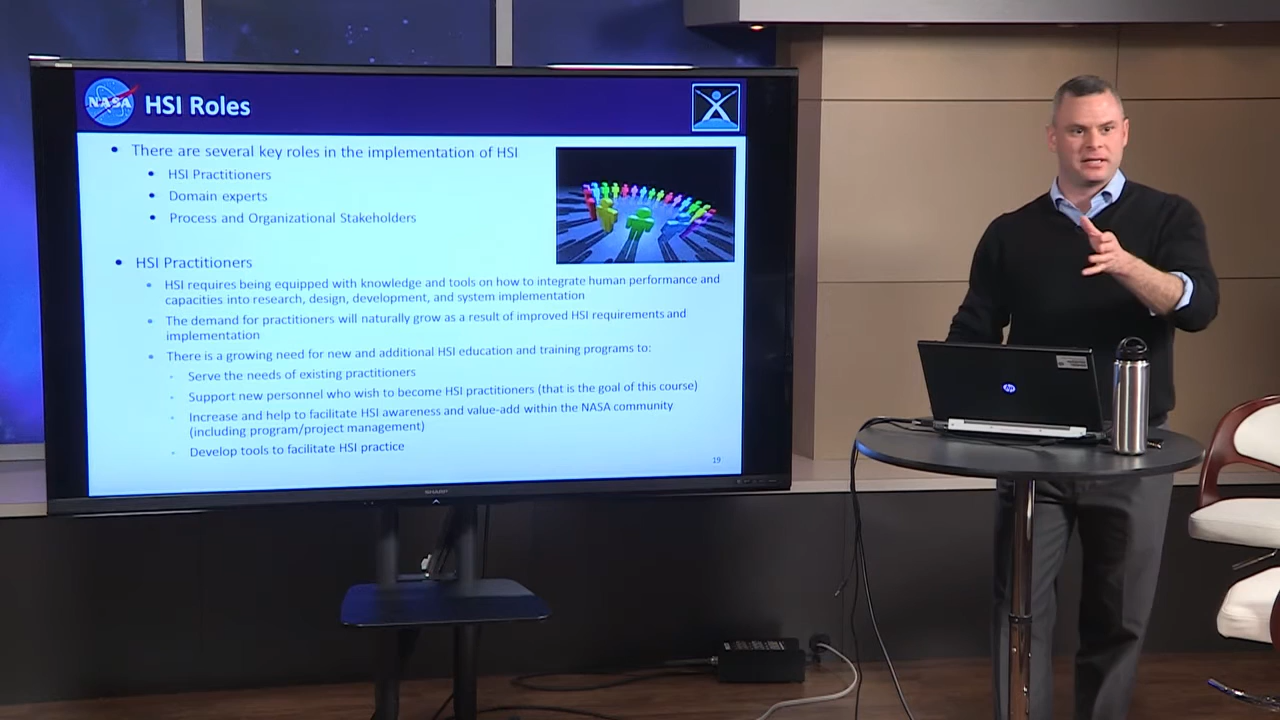 NASA
HSI Roles
• There are several key roles in the implementation of HSI
• HSI Practitioners
• Domain experts
• Process and Organizational Stakeholders
• HSI Practitioners
• HSI requires being equipped with knowledge and tools on how to integrate human performance and
capacities into research, design, development, and system implementation
• The demand for practitioners will naturally grow as a result of improved HSI requirements and
implementation
• There is a growing need for new and additional HSI education and training programs to:
· Serve the needs of existing practitioners
· Support new personnel who wish to become HSI practitioners (that is the goal of this course)
· Increase and help to facilitate HSI awareness and value-add within the NASA community
(including program/project management)
· Develop tools to facilitate HSI practice
19
SHARP
hp